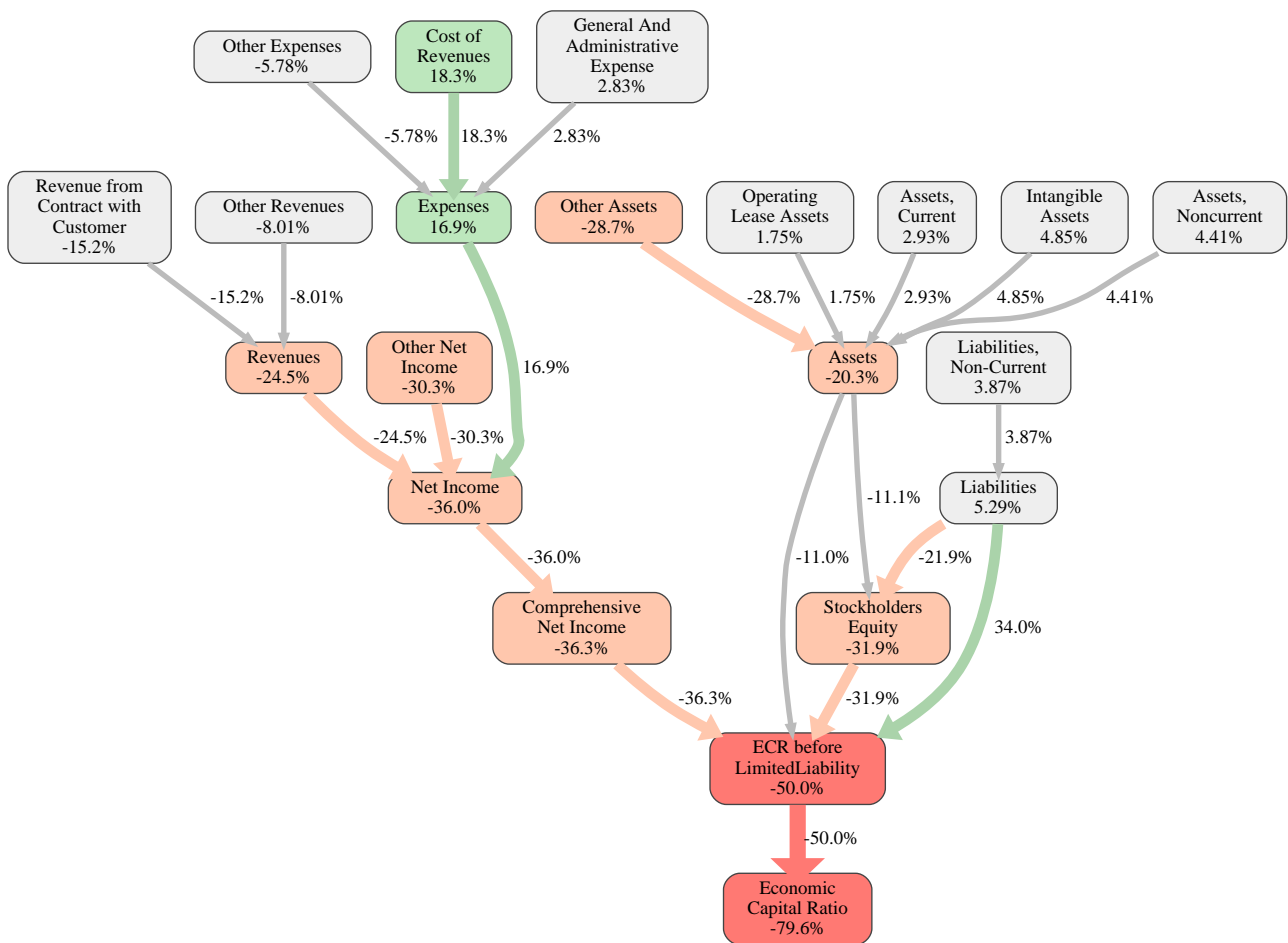 Other Expenses
-5.78%
Cost of
Revenues
18.3%
General And
Administrative
Expense
2.83%
-5.78%
18.3%
2.83%
Revenue from
Contract with
Customer
-15.2%
Other Revenues
-8.01%
Expenses
16.9%
Other Assets
-28.7%
Operating
Lease Assets
1.75%
Assets,
Current
2.93%
Intangible
Assets
4.85%
Assets,
Noncurrent
4.41%
-15.2%
-8.01%
-28.7%
1.75%
2.93%
4.85%
4.41%
Revenues
-24.5%
Other Net
Income
-30.3%
16.9%
Assets
-20.3%
Liabilities,
Non-Current
3.87%
-24.5%
-30.3%
3.87%
Net Income
-36.0%
-11.1%
Liabilities
5.29%
-36.0%
-11.0%
-21.9%
Comprehensive
Net Income
-36.3%
Stockholders
Equity
-31.9%
34.0%
-36.3%
-31.9%
ECR before
LimitedLiability
-50.0%
-50.0%
Economic
Capital Ratio
-79.6%